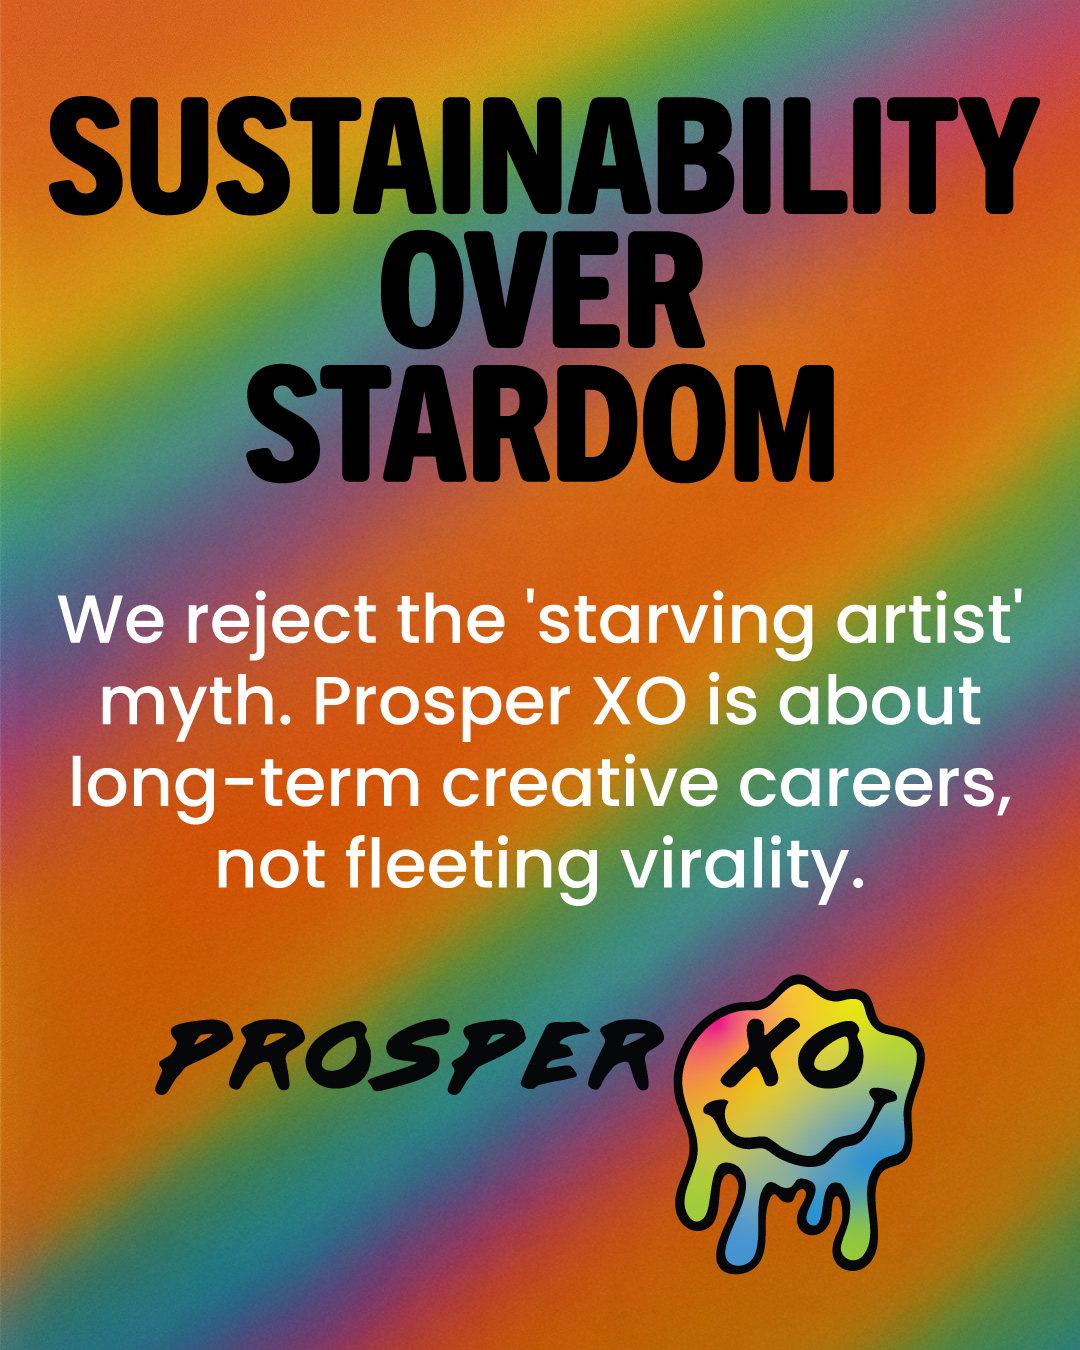 SUSTAINABILITY
OVER
STARDOM
We reject the 'starving artist'
myth. Prosper XO is about
long-term creative careers,
not fleeting virality.
PROSPER XO